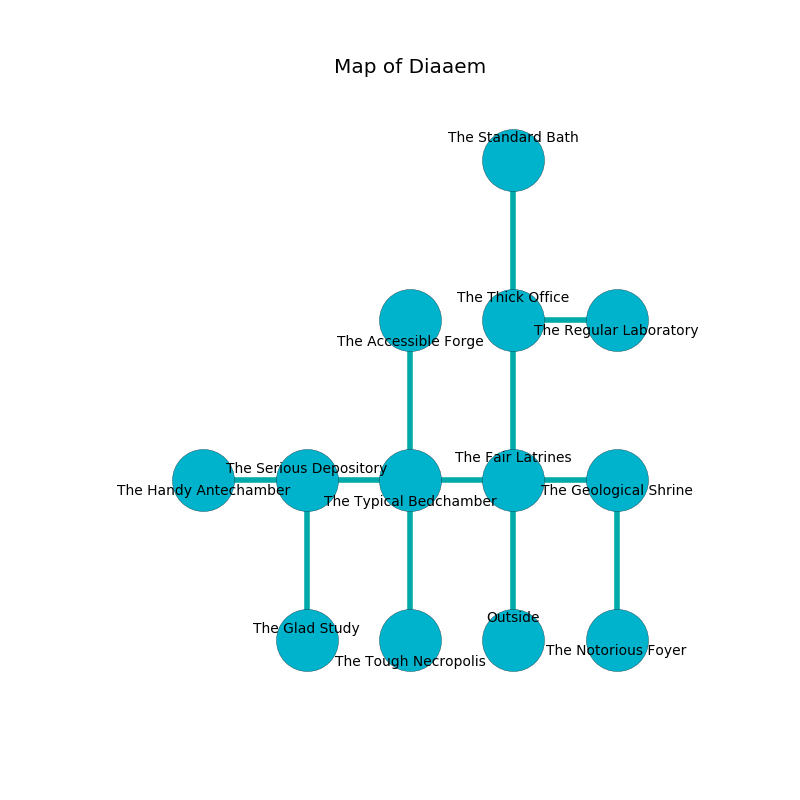 Map of Diaaem
The Standard Bath
The Thick Office
The Regular Laboratory
The Accessible Forge
The Fair Latrines
The Serious Depository
The Handy Antechamber
The Geological Shrine
The Typical Bedchamber
Outside
The Glad Study
The Notorious Foyer
The Tough Necropolis